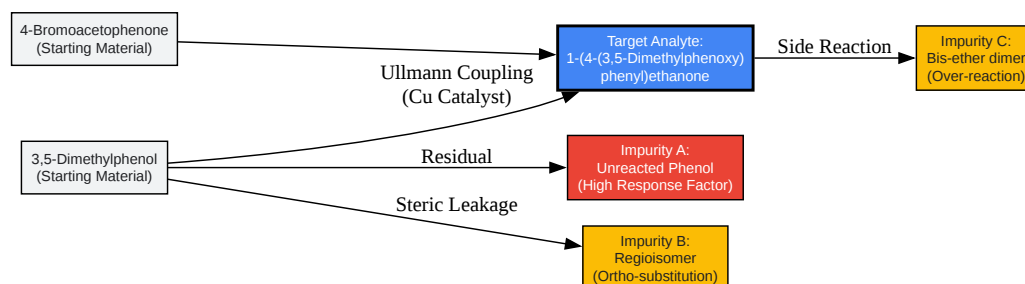 4-Bromoacetophenone
(Starting Material)
Target Analyte:
1-(4-(3,5-Dimethylphenoxy)
phenyl)ethanone
Side Reaction
Impurity C:
Bis-ether dimer
(Over-reaction)
Ullmann Coupling
(Cu Catalyst)
3,5-Dimethylphenol
(Starting Material)
Residual
Impurity A:
Unreacted Phenol
(High Response Factor)
Steric Leakage
Impurity B:
Regioisomer
(Ortho-substitution)